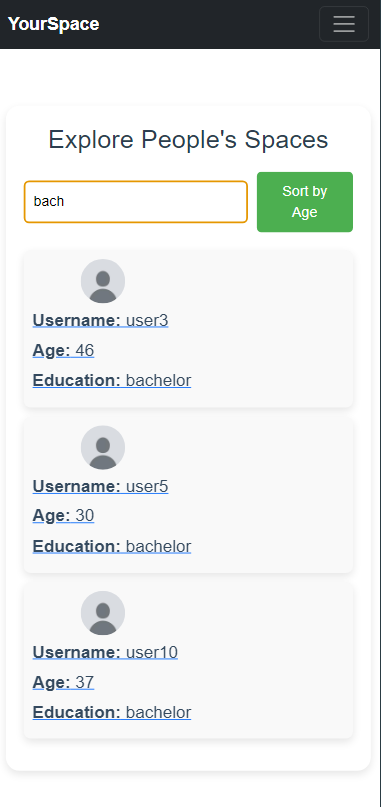 YourSpace
Explore People's Spaces
bach
Sort by
Age
Username: user3
Age: 46
Education: bachelor
Username: user5
Age: 30
Education: bachelor
Username: user10
Age: 37
Education: bachelor